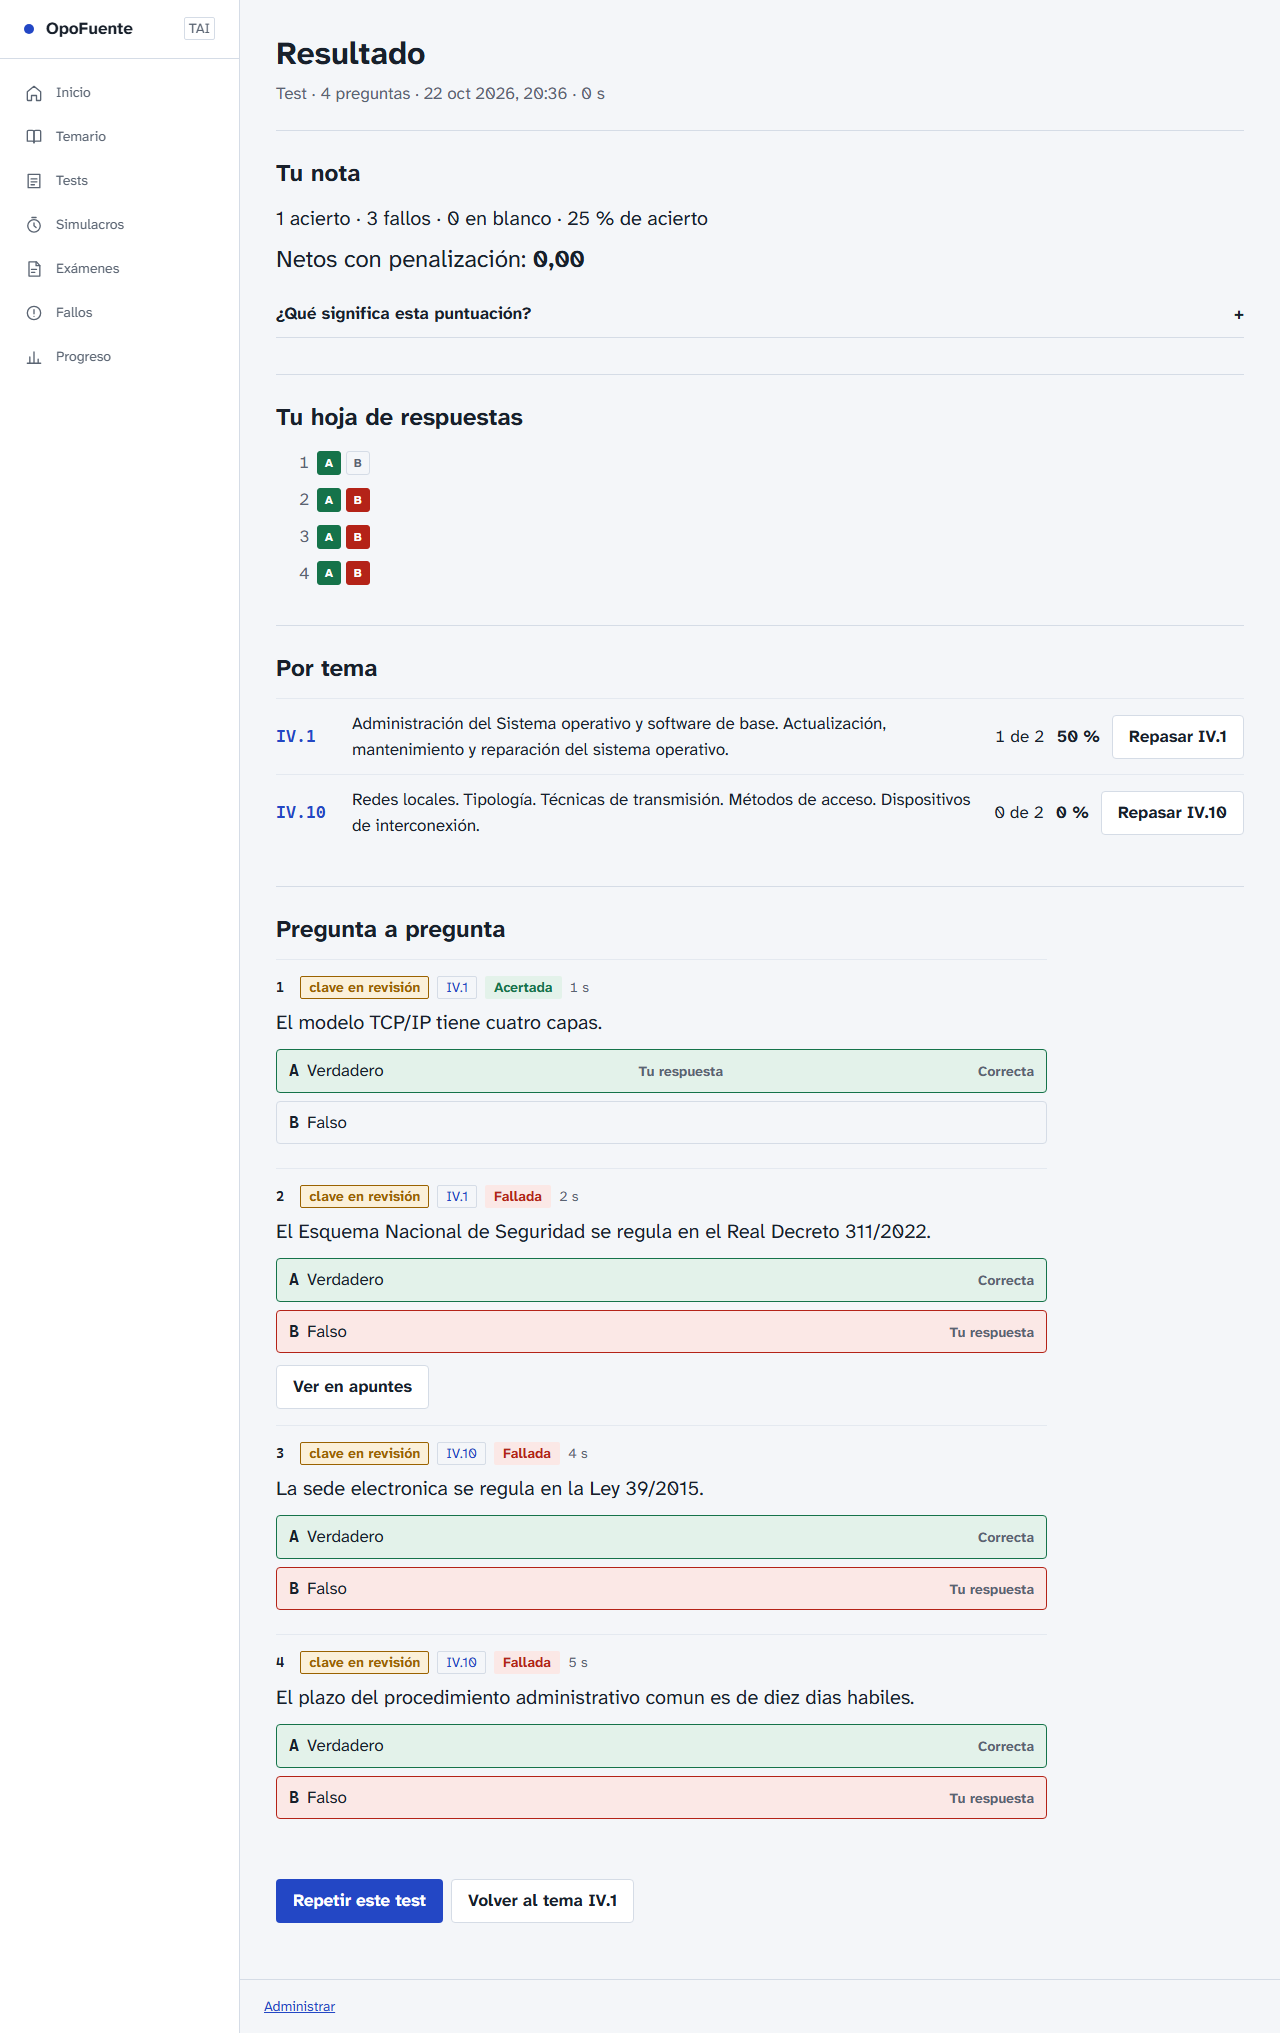 OpoFuente TAI
Inicio
Temario
Tests
Simulacros
Exámenes
Fallos
Progreso
Resultado
Test · 4 preguntas · 22 oct 2026, 20:36 · 0 s
Tu nota
1 acierto · 3 fallos · 0 en blanco · 25 % de acierto
Netos con penalización: 0,00
¿Qué significa esta puntuación? +
Tu hoja de respuestas
1 A B
2 A B
3 A B
4 A B
Por tema
IV.1 Administración del Sistema operativo y software de base. Actualización,
mantenimiento y reparación del sistema operativo.
1 de 2 50 % Repasar IV.1
IV.10 Redes locales. Tipología. Técnicas de transmisión. Métodos de acceso. Dispositivos
de interconexión.
0 de 2 0 % Repasar IV.10
Pregunta a pregunta
1 clave en revisión IV.1 Acertada 1 s
El modelo TCP/IP tiene cuatro capas.
A Verdadero Tu respuesta Correcta
B Falso
2 clave en revisión IV.1 Fallada 2 s
El Esquema Nacional de Seguridad se regula en el Real Decreto 311/2022.
A Verdadero Correcta
B Falso Tu respuesta
Ver en apuntes
3 clave en revisión IV.10 Fallada 4 s
La sede electronica se regula en la Ley 39/2015.
A Verdadero Correcta
B Falso Tu respuesta
4 clave en revisión IV.10 Fallada 5 s
El plazo del procedimiento administrativo comun es de diez dias habiles.
A Verdadero Correcta
B Falso Tu respuesta
Repetir este test Volver al tema IV.1
Administrar